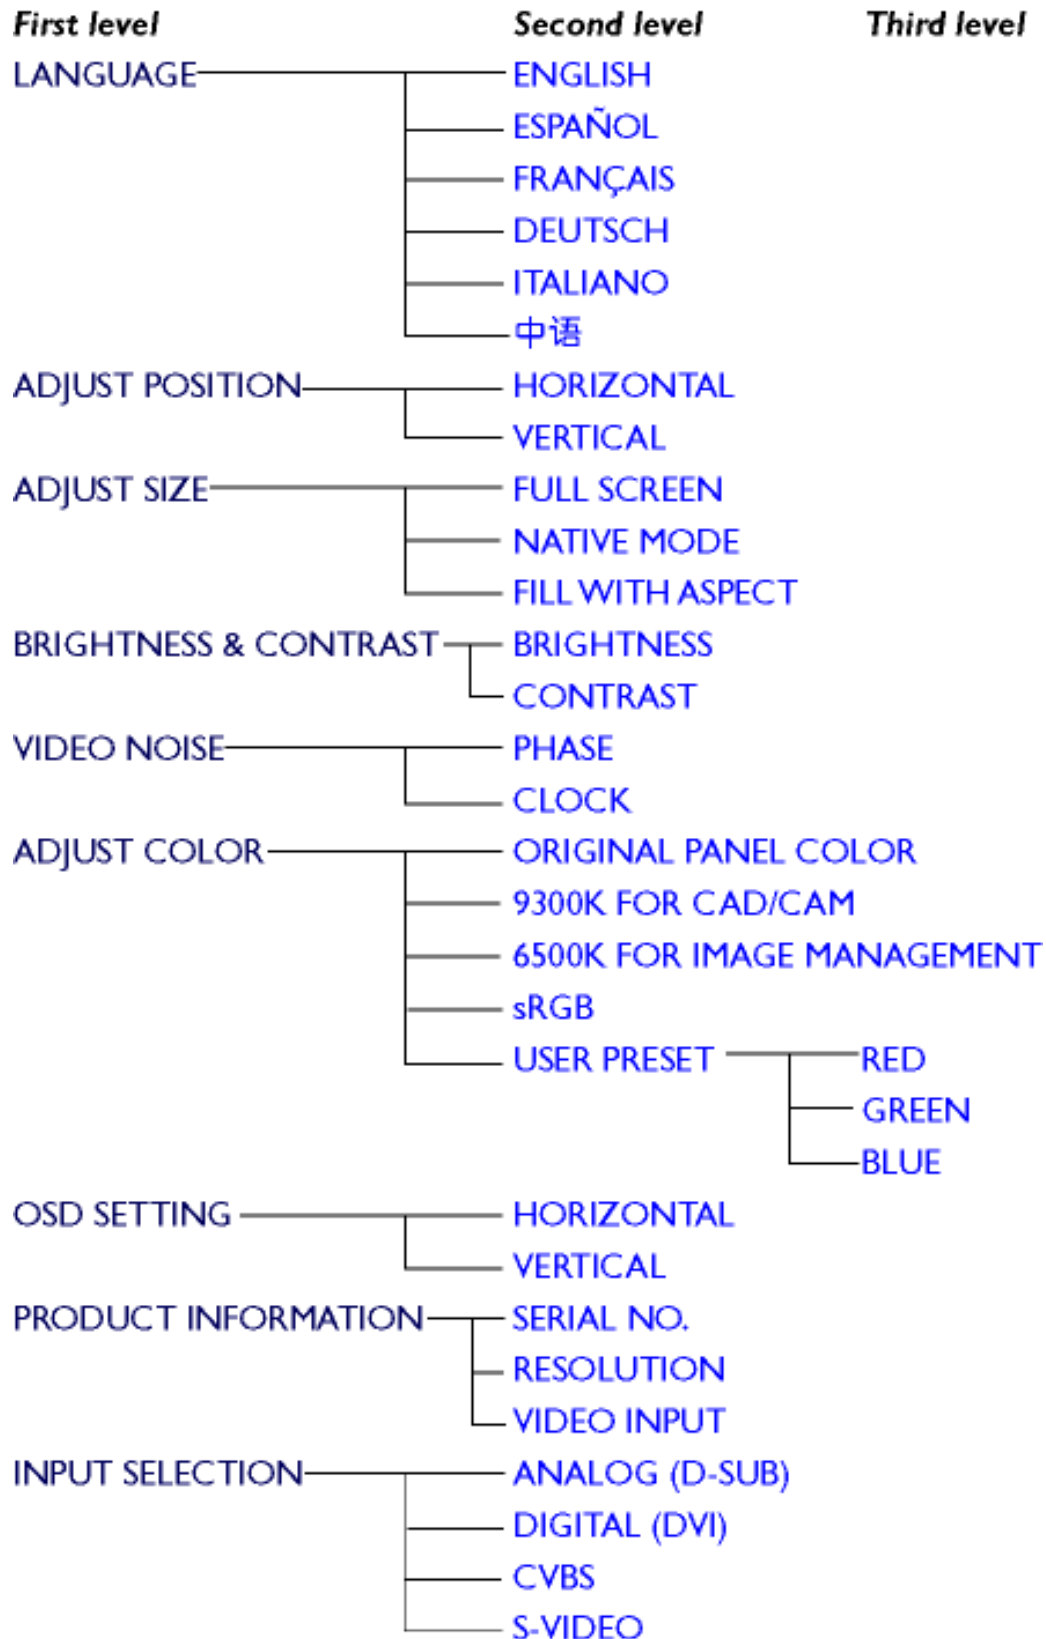 First level Second level Third level
LANGUAGE ENGLISH
ESPAÑOL
FRANÇAIS
DEUTSCH
ITALIANO
中语
ADJUST POSITION HORIZONTAL
VERTICAL
ADJUST SIZE FULL SCREEN
NATIVE MODE
FILL WITH ASPECT
BRIGHTNESS & CONTRAST BRIGHTNESS
CONTRAST
VIDEO NOISE PHASE
CLOCK
ADJUST COLOR ORIGINAL PANEL COLOR
9300K FOR CAD/CAM
6500K FOR IMAGE MANAGEMENT
sRGB
USER PRESET RED
GREEN
BLUE
OSD SETTING HORIZONTAL
VERTICAL
PRODUCT INFORMATION SERIAL NO.
RESOLUTION
VIDEO INPUT
INPUT SELECTION ANALOG (D-SUB)
DIGITAL (DVI)
CVBS
S-VIDEO